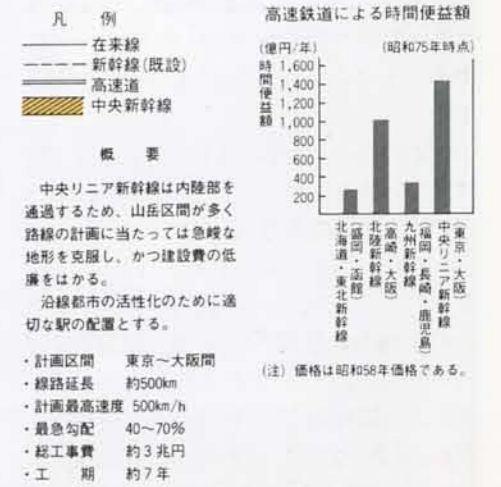 凡 例
在来線
新幹線(既設)
高速道
中央新幹線
概 要
中央リニア新幹線は内陸部を
通過するため、山岳区間が多く
路線の計画に当たっては急峻な
地形を克服し、かつ建設費の低
廉をはかる。
沿線都市の活性化のために適
切な駅の配置とする。
・計画区間 東京～大阪間
・線路延長 約500km
・計画最高速度 500km/h
・最急勾配 40～70‰
・総工事費 約3兆円
・工 期 約7年
高速鉄道による時間便益額
(億円/年)
(昭和75年時点)
時間便益額
1,600
1,400
1,200
1,000
800
600
400
200
北海道・東北新幹線
(盛岡・函館)
北陸新幹線
(高崎・大阪)
九州新幹線
(福岡・長崎・鹿児島)
中央リニア新幹線
(東京・大阪)
(注) 価格は昭和58年価格である。